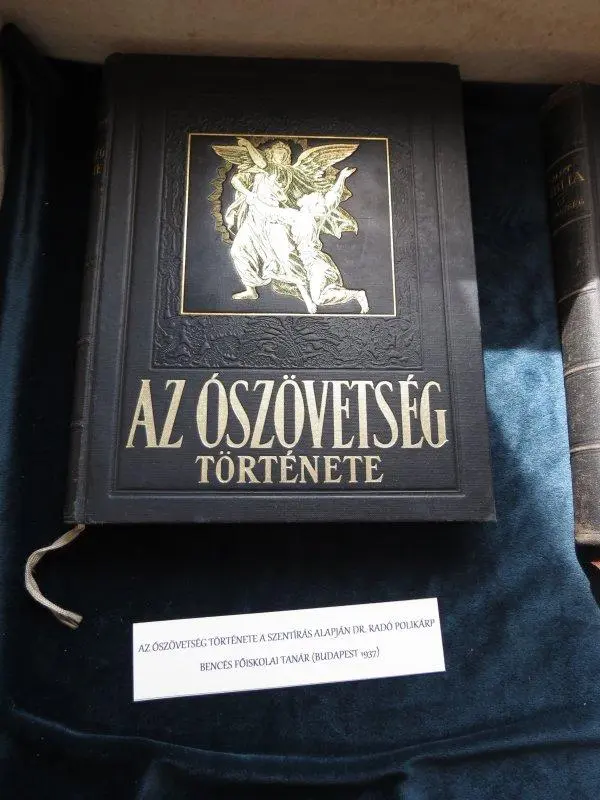 AZ ÓSZÖVETSÉG
TÖRTÉNETE
AZ ÓSZÖVETSÉG TÖRTÉNETE A SZENTÍRÁS ALAPJÁN DR. RADÓ POLIKÁRP
BENCÉS FŐISKOLAI TANÁR (BUDAPEST 1937)